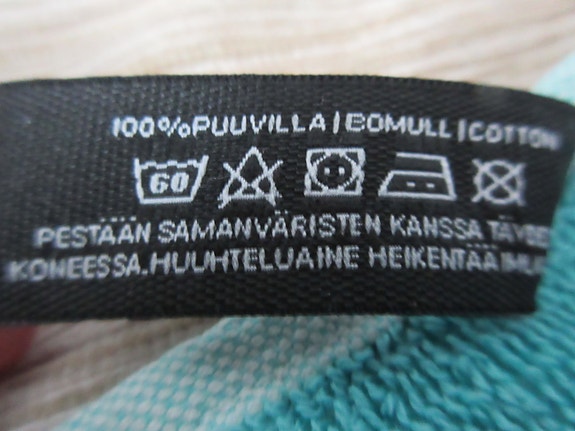 100% PUUVILLA | BOMULL | COTTON
60
PESTÄÄN SAMANVÄRISTEN KANSSA
KONEESSA. HUUHTELUAINE HEIKENTÄÄ